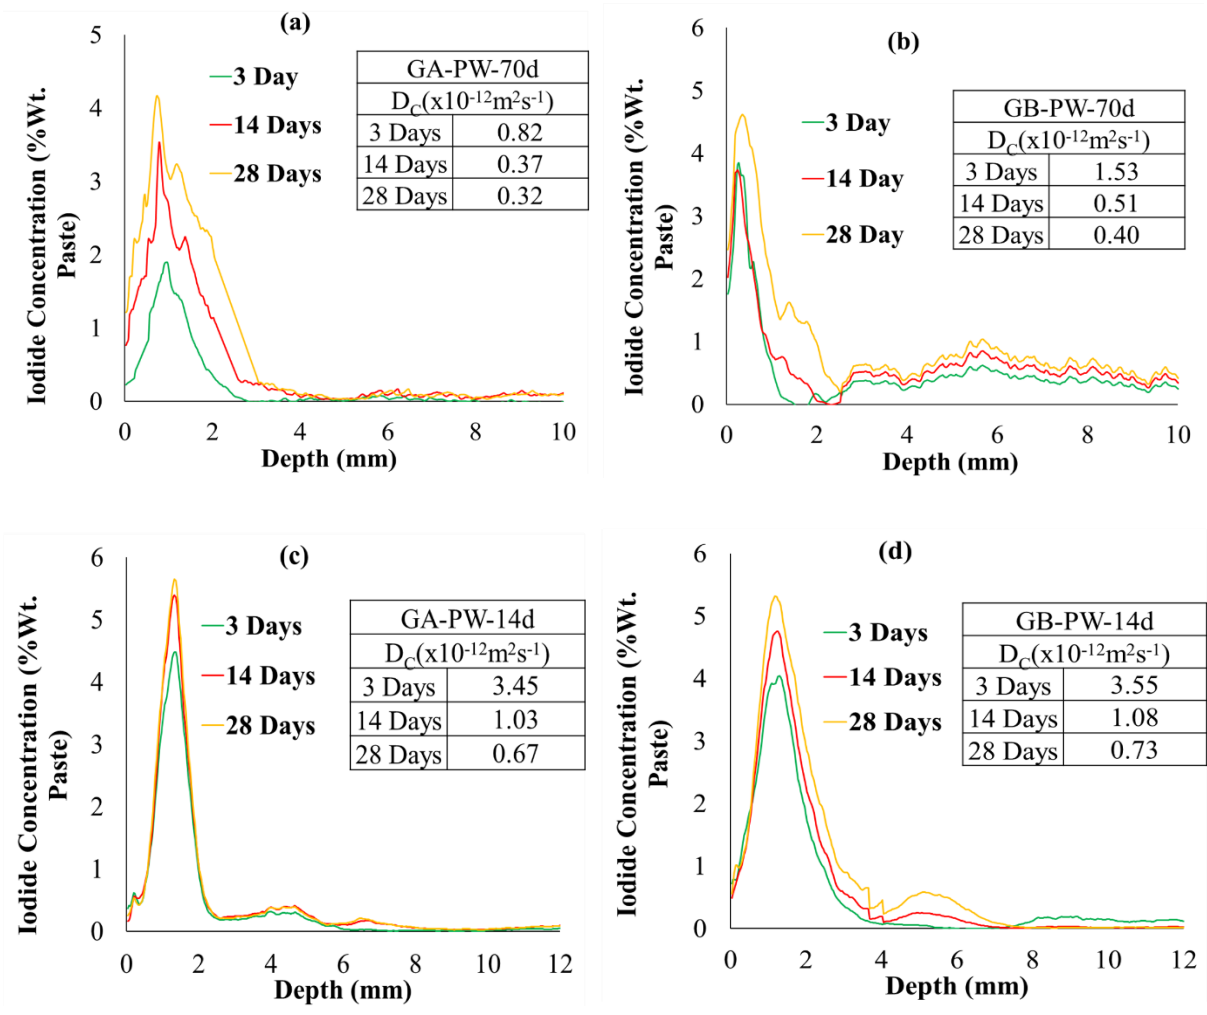 (a)
5
4
3
2
1
0
Iodide Concentration (%Wt.
Paste)
3 Day
14 Days
28 Days
GA-PW-70d
D_C(x10⁻¹²m²s⁻¹)
3 Days 0.82
14 Days 0.37
28 Days 0.32
0 2 4 6 8 10
Depth (mm)
(b)
6
5
4
3
2
1
0
Iodide Concentration (%Wt.
Paste)
3 Day
14 Day
28 Day
GB-PW-70d
D_C(x10⁻¹²m²s⁻¹)
3 Days 1.53
14 Days 0.51
28 Days 0.40
0 2 4 6 8 10
Depth (mm)
(c)
6
5
4
3
2
1
0
Iodide Concentration (%Wt.
Paste)
3 Days
14 Days
28 Days
GA-PW-14d
D_C(x10⁻¹²m²s⁻¹)
3 Days 3.45
14 Days 1.03
28 Days 0.67
0 2 4 6 8 10 12
Depth (mm)
(d)
6
5
4
3
2
1
0
Iodide Concentration (%Wt.
Paste)
3 Days
14 Days
28 Days
GB-PW-14d
D_C(x10⁻¹²m²s⁻¹)
3 Days 3.55
14 Days 1.08
28 Days 0.73
0 2 4 6 8 10 12
Depth (mm)